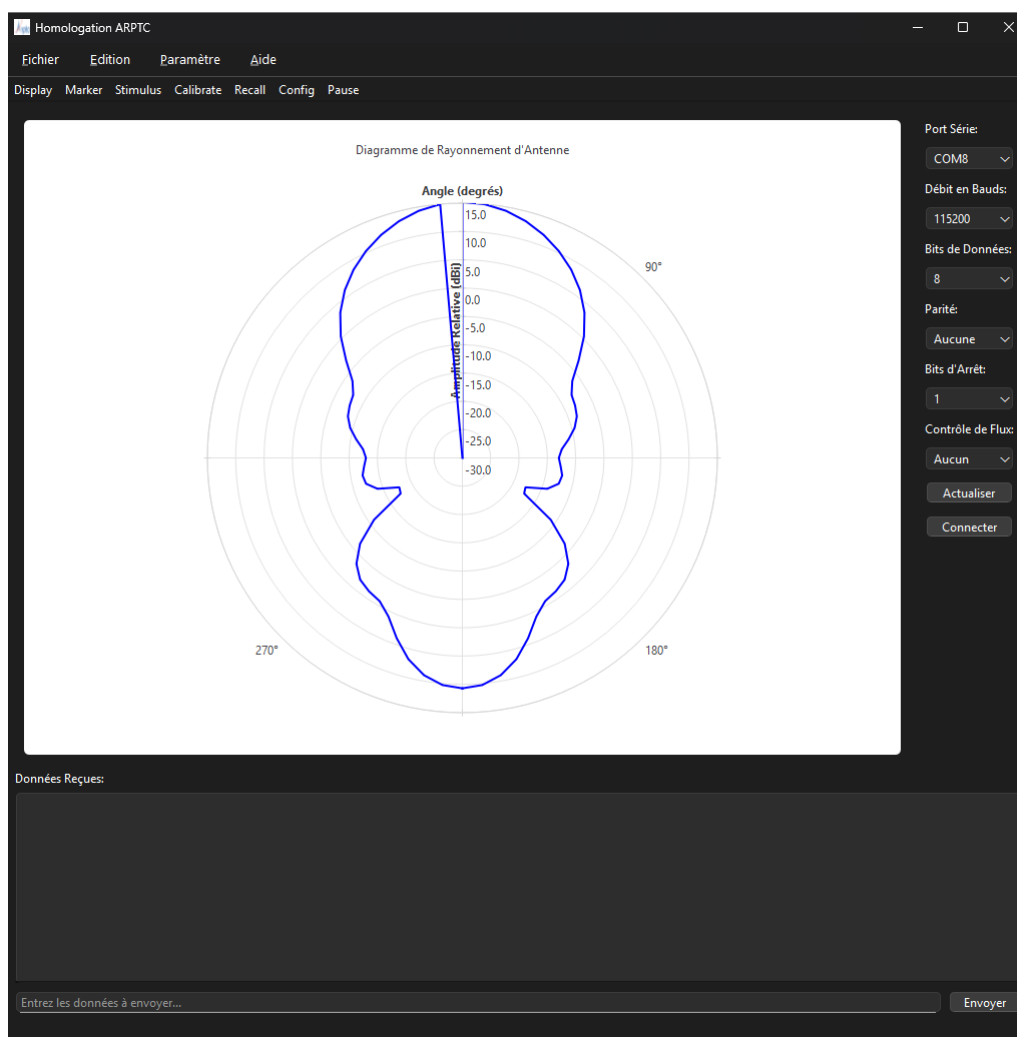 Homologation ARPTC
Fichier Edition Paramètre Aide
Display Marker Stimulus Calibrate Recall Config Pause
Diagramme de Rayonnement d'Antenne
Angle (degrés)
15.0
10.0
5.0
0.0
-5.0
-10.0
-15.0
-20.0
-25.0
-30.0
Amplitude Relative (dBi)
90°
180°
270°
Port Série:
COM8
Débit en Bauds:
115200
Bits de Données:
8
Parité:
Aucune
Bits d'Arrêt:
1
Contrôle de Flux:
Aucun
Actualiser
Connecter
Données Reçues:
Entrez les données à envoyer...
Envoyer